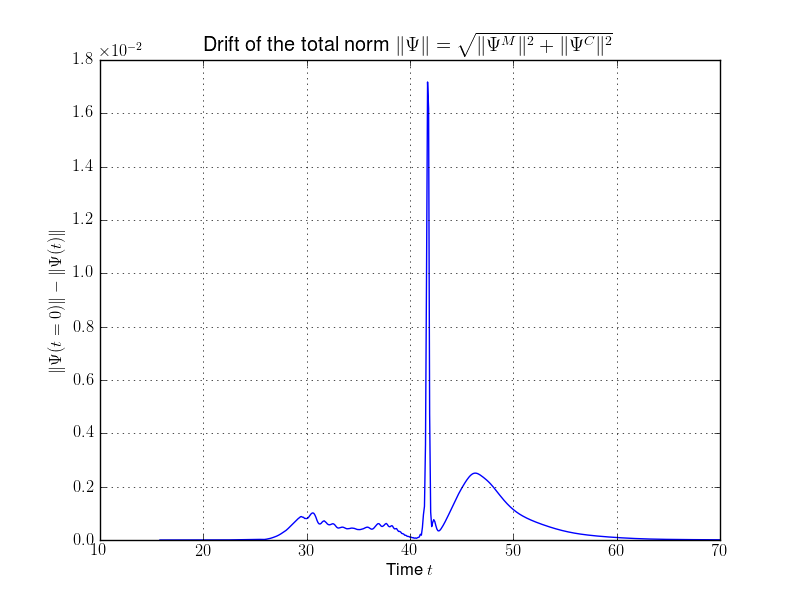 Drift of the total norm ‖Ψ‖ = √‖Ψ^M‖² + ‖Ψ^C‖²
×10⁻²
1.8
1.6
1.4
1.2
1.0
0.8
0.6
0.4
0.2
0.0
‖Ψ(t = 0)‖ − ‖Ψ(t)‖
10 20 30 40 50 60 70
Time t